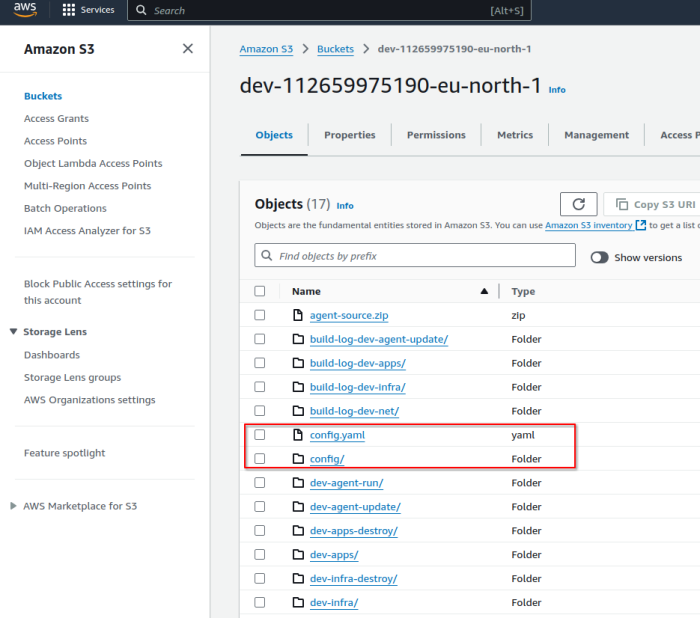 aws
Services
Search
[Alt+S]
Amazon S3
Buckets
Access Grants
Access Points
Object Lambda Access Points
Multi-Region Access Points
Batch Operations
IAM Access Analyzer for S3
Block Public Access settings for
this account
Storage Lens
Dashboards
Storage Lens groups
AWS Organizations settings
Feature spotlight
AWS Marketplace for S3
Amazon S3 > Buckets > dev-112659975190-eu-north-1
dev-112659975190-eu-north-1 Info
Objects Properties Permissions Metrics Management Access P
Objects (17) Info
Copy S3 URI
Objects are the fundamental entities stored in Amazon S3. You can use Amazon S3 inventory to get a list o
Find objects by prefix
Show versions
Name Type
agent-source.zip zip
build-log-dev-agent-update/ Folder
build-log-dev-apps/ Folder
build-log-dev-infra/ Folder
build-log-dev-net/ Folder
config.yaml yaml
config/ Folder
dev-agent-run/ Folder
dev-agent-update/ Folder
dev-apps-destroy/ Folder
dev-apps/ Folder
dev-infra-destroy/ Folder
dev-infra/ Folder